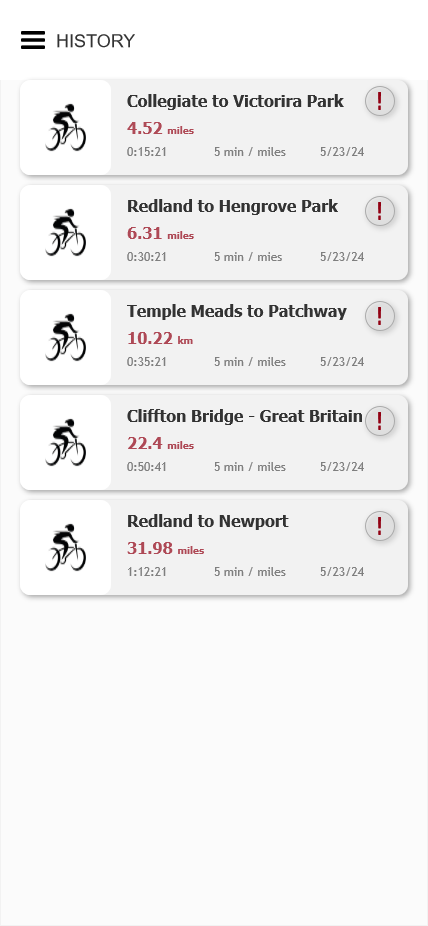 HISTORY
Collegiate to Victorira Park
4.52 miles
0:15:21 5 min / miles 5/23/24
Redland to Hengrove Park
6.31 miles
0:30:21 5 min / mies 5/23/24
Temple Meads to Patchway
10.22 km
0:35:21 5 min / miles 5/23/24
Cliffton Bridge - Great Britain
22.4 miles
0:50:41 5 min / miles 5/23/24
Redland to Newport
31.98 miles
1:12:21 5 min / miles 5/23/24